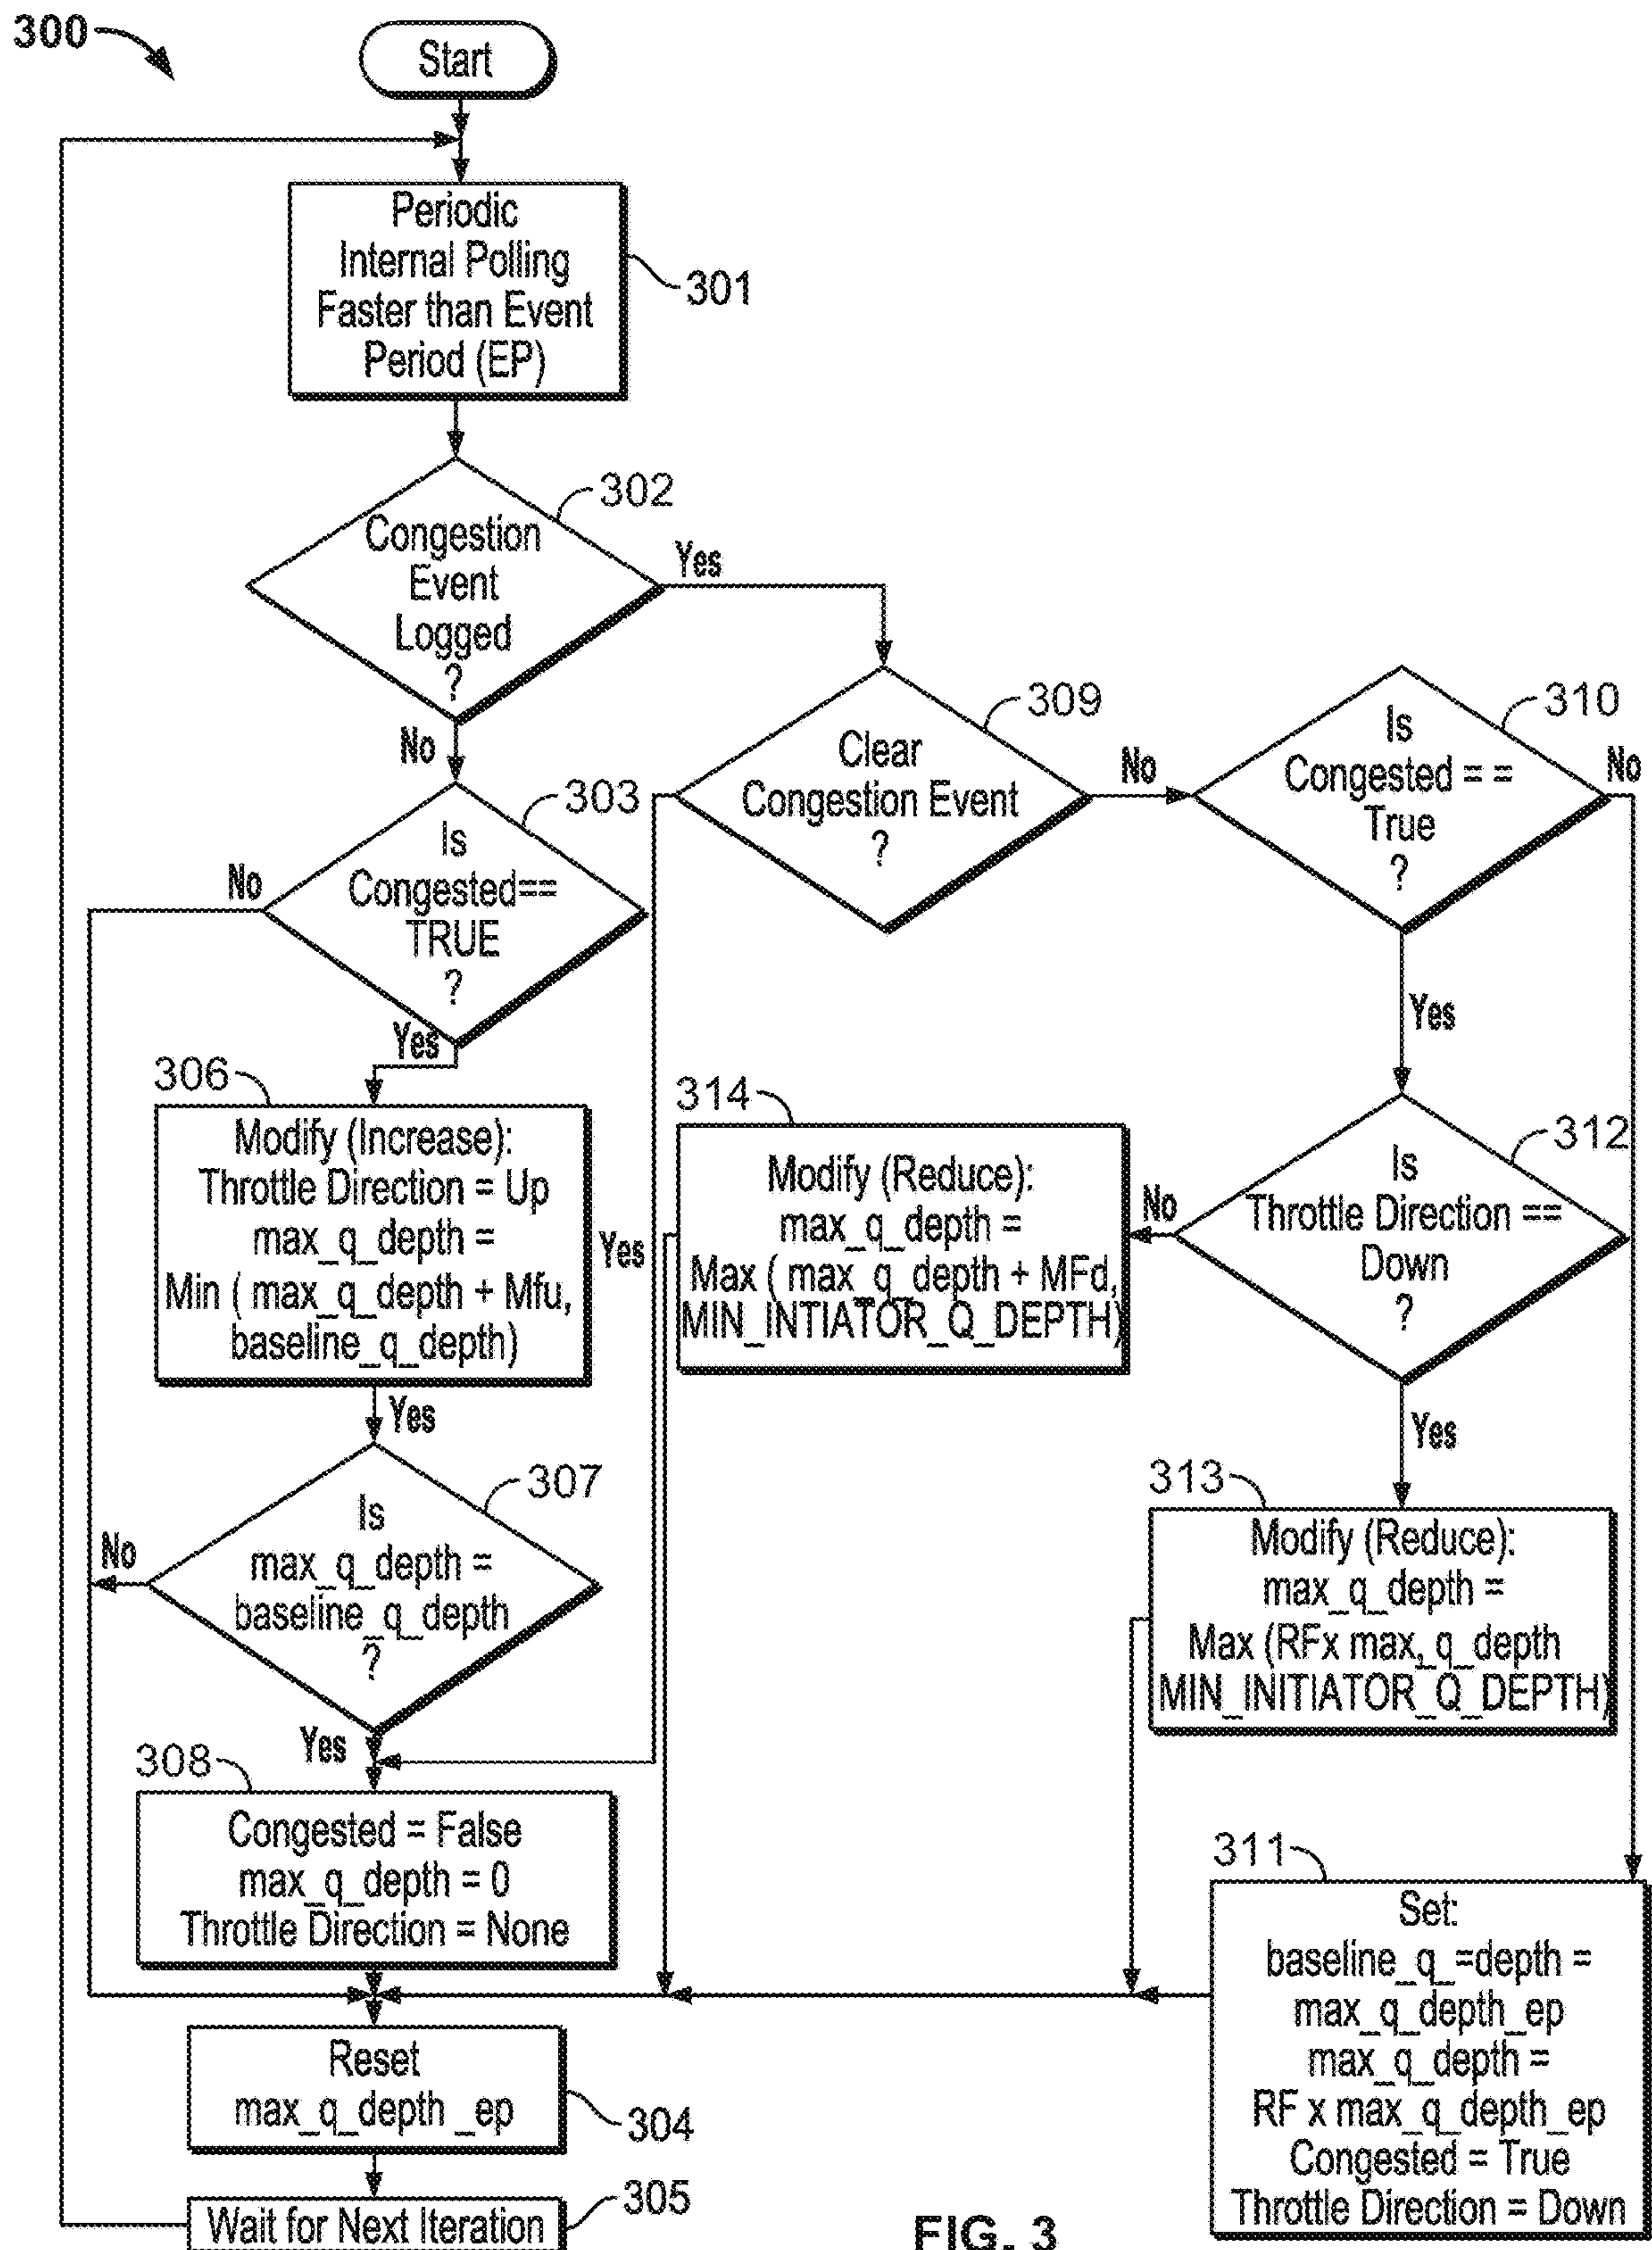 300
Start
Periodic
Internal Polling
Faster than Event
Period (EP)
301
Congestion
Event
Logged
?
302
Yes
No
Is
Congested==
TRUE
?
303
No
Yes
Clear
Congestion Event
?
309
No
Yes
Is
Congested = =
True
?
310
No
Yes
306
Modify (Increase):
Throttle Direction = Up
max_q_depth =
Min ( max_q_depth + Mfu,
baseline_q_depth)
Yes
314
Modify (Reduce):
max_q_depth =
Max ( max_q_depth + MFd,
MIN_INTIATOR_Q_DEPTH)
Is
Throttle Direction ==
Down
?
312
No
Yes
Is
max_q_depth =
baseline_q_depth
?
307
No
Yes
313
Modify (Reduce):
max_q_depth =
Max (RFx max,_q_depth
MIN_INITIATOR_Q_DEPTH)
308
Congested = False
max_q_depth = 0
Throttle Direction = None
311
Set:
baseline_q_=depth =
max_q_depth_ep
max_q_depth =
RF x max_q_depth_ep
Congested = True
Throttle Direction = Down
Reset
max_q_depth _ep
304
Wait for Next Iteration
305
FIG. 3